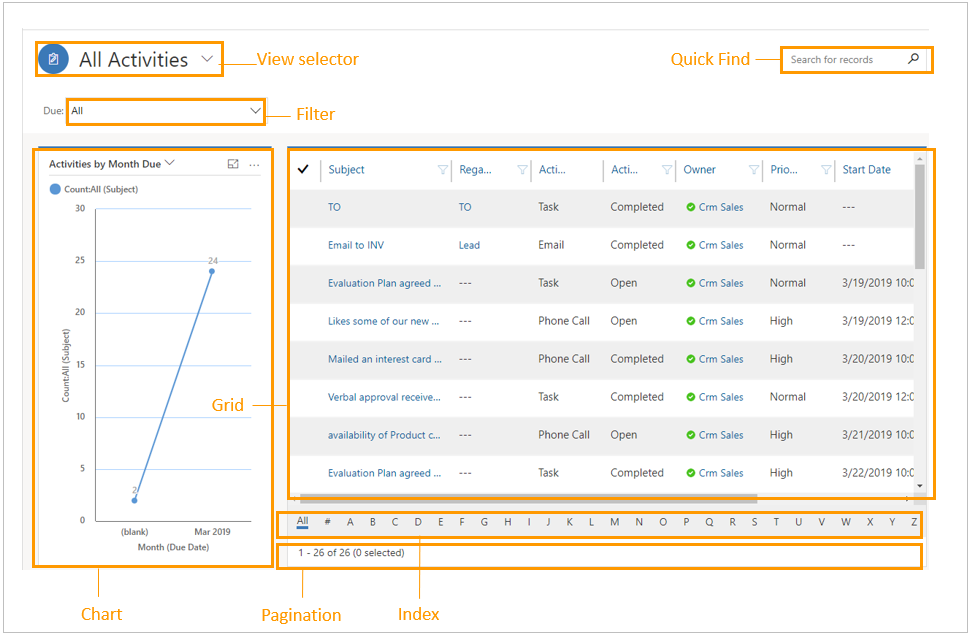 All Activities
View selector
Quick Find
Search for records
Due: All
Filter
Activities by Month Due
...
Count:All (Subject)
30
25
20
15
10
5
0
24
2
Count:All (Subject)
(blank) Mar 2019
Month (Due Date)
Grid
Subject Rega... Acti... Acti... Owner Prio... Start Date
TO TO Task Completed Crm Sales Normal ---
Email to INV Lead Email Completed Crm Sales Normal ---
Evaluation Plan agreed ... --- Task Open Crm Sales Normal 3/19/2019 10:0
Likes some of our new ... --- Phone Call Open Crm Sales High 3/19/2019 12:0
Mailed an interest card ... --- Phone Call Completed Crm Sales High 3/20/2019 10:0
Verbal approval receive... --- Task Completed Crm Sales Normal 3/20/2019 12:0
availability of Product c... --- Phone Call Open Crm Sales High 3/21/2019 10:0
Evaluation Plan agreed ... --- Task Completed Crm Sales High 3/22/2019 10:0
All # A B C D E F G H I J K L M N O P Q R S T U V W X Y Z
1 - 26 of 26 (0 selected)
Chart
Pagination
Index